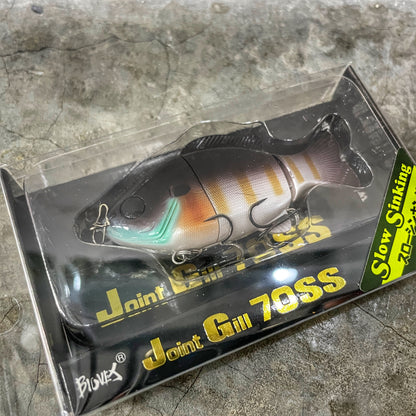 Slow Sinking
スローシンキング
Joint Gill 70SS
Joint Gill 70SS
Biovex®